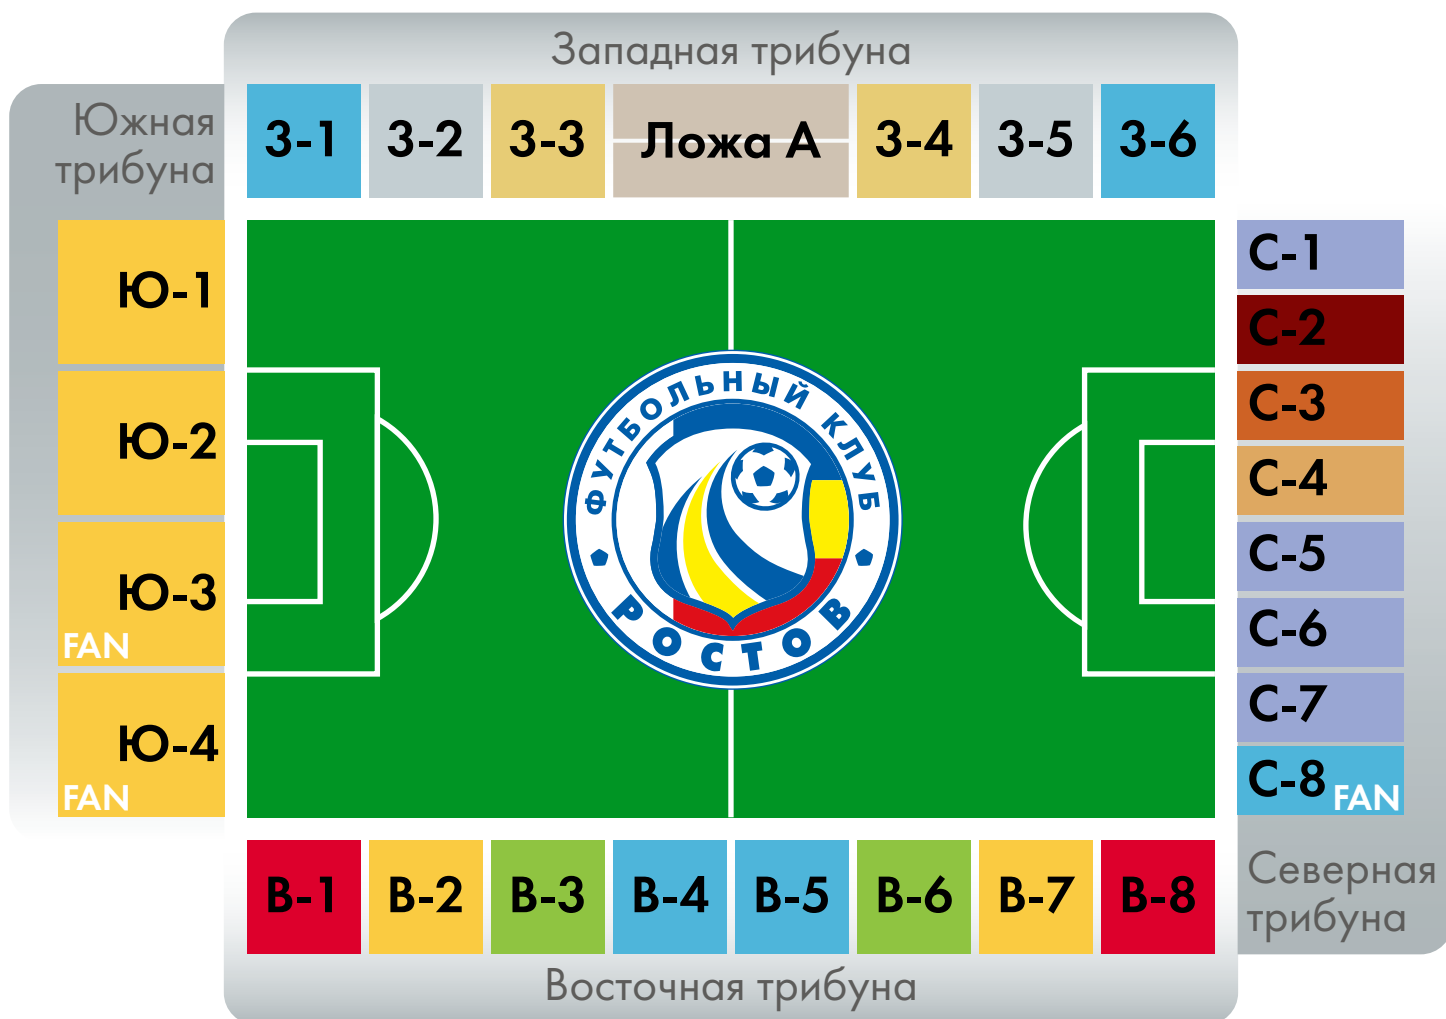 Западная трибуна
Южная
трибуна
З-1 З-2 З-3 Ложа А З-4 З-5 З-6
Ю-1
Ю-2
Ю-3
FAN
Ю-4
FAN
ФУТБОЛЬНЫЙ КЛУБ
РОСТОВ
С-1
С-2
С-3
С-4
С-5
С-6
С-7
С-8 FAN
Северная
трибуна
В-1 В-2 В-3 В-4 В-5 В-6 В-7 В-8
Восточная трибуна